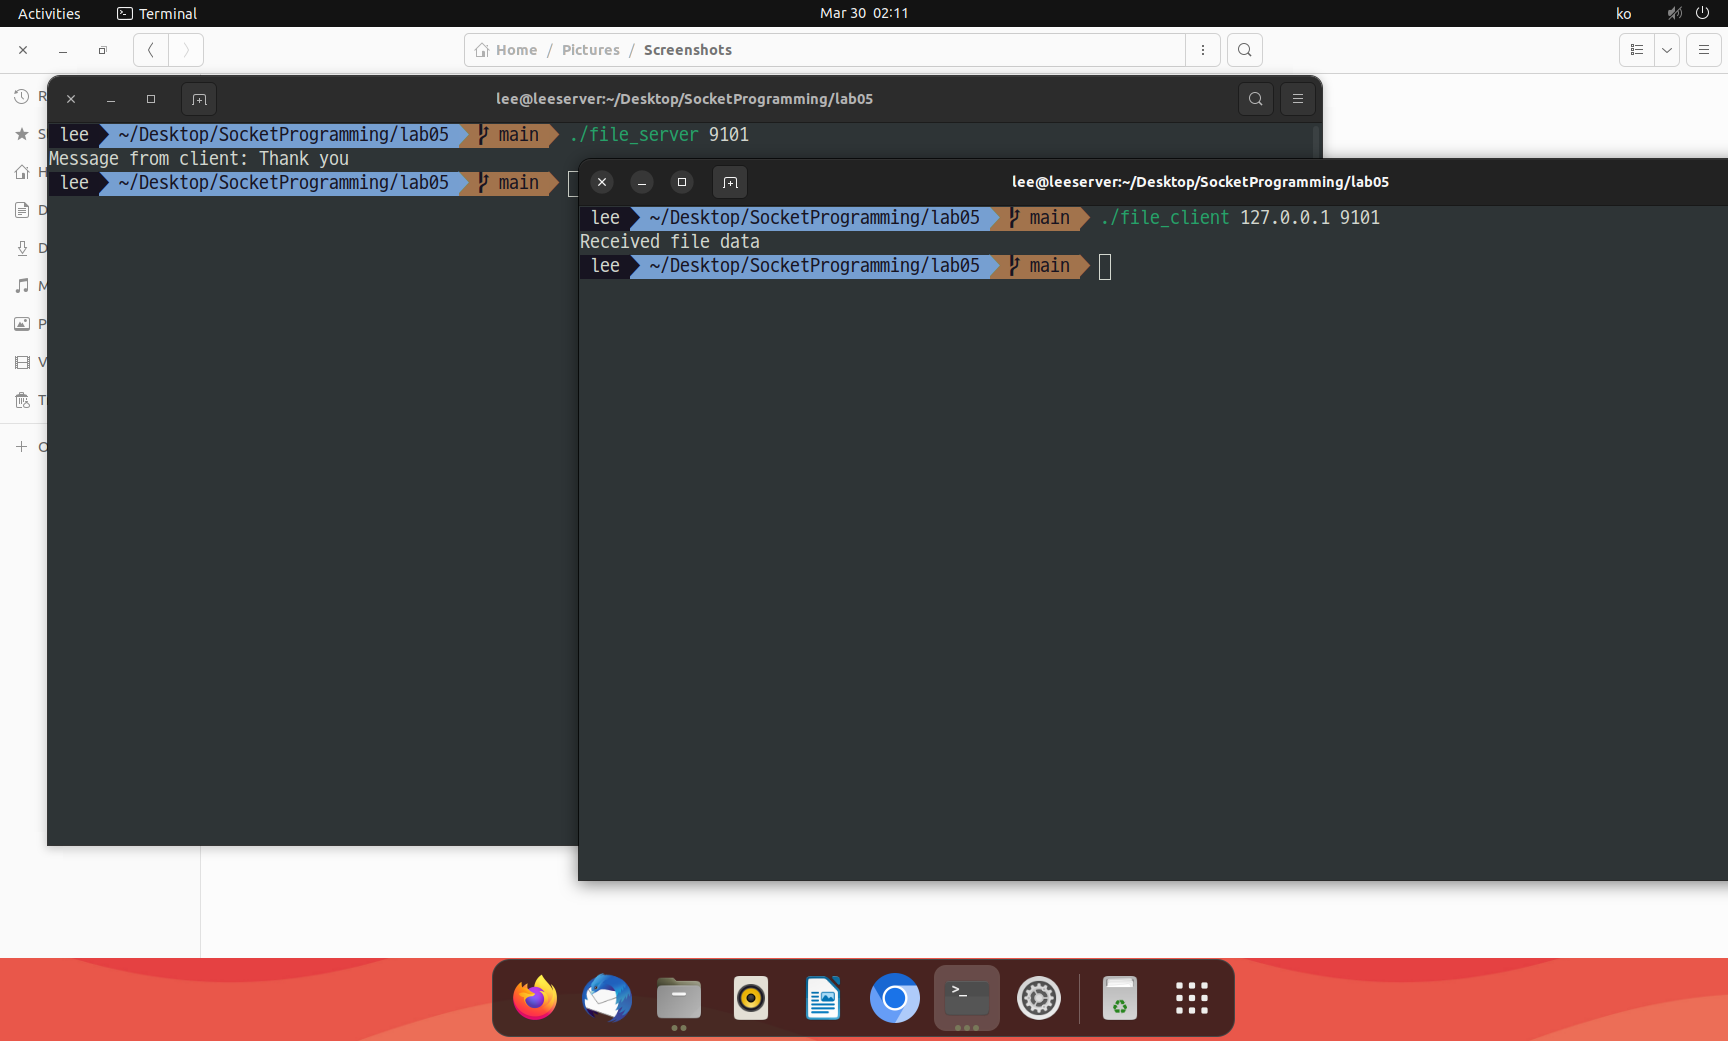 Activities Terminal Mar 30 02:11 ko
Home / Pictures / Screenshots
lee@leeserver:~/Desktop/SocketProgramming/lab05
lee ~/Desktop/SocketProgramming/lab05 main ./file_server 9101
Message from client: Thank you
lee ~/Desktop/SocketProgramming/lab05 main
lee@leeserver:~/Desktop/SocketProgramming/lab05
lee ~/Desktop/SocketProgramming/lab05 main ./file_client 127.0.0.1 9101
Received file data
lee ~/Desktop/SocketProgramming/lab05 main
R
S
H
D
D
M
P
V
T
O